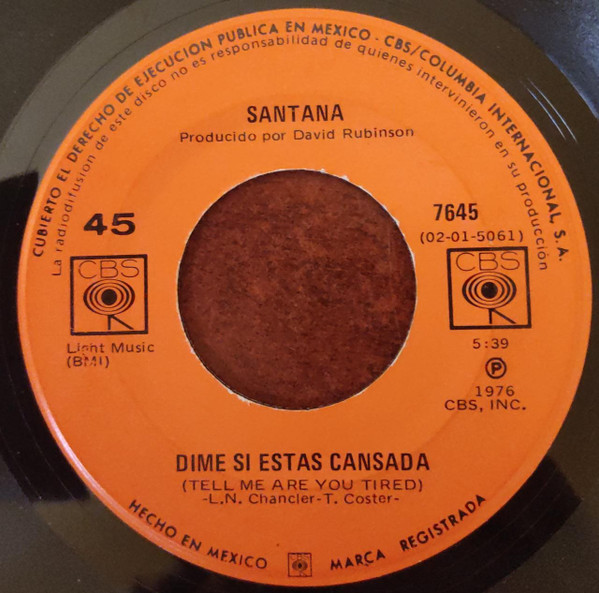 CUBIERTO EL DERECHO DE EJECUCION PUBLICA EN MEXICO - CBS/COLUMBIA INTERNACIONAL, S.A.
La radiodifusion de este disco no es responsabilidad de quienes intervinieron en su producción
SANTANA
Producido por David Rubinson
45
7645
(02-01-5061)
CBS
CBS
Light Music
(BMI)
5:39
Ⓟ
1976
CBS, INC.
DIME SI ESTAS CANSADA
(TELL ME ARE YOU TIRED)
-L.N. Chancler-T. Coster-
HECHO EN MEXICO MARCA REGISTRADA